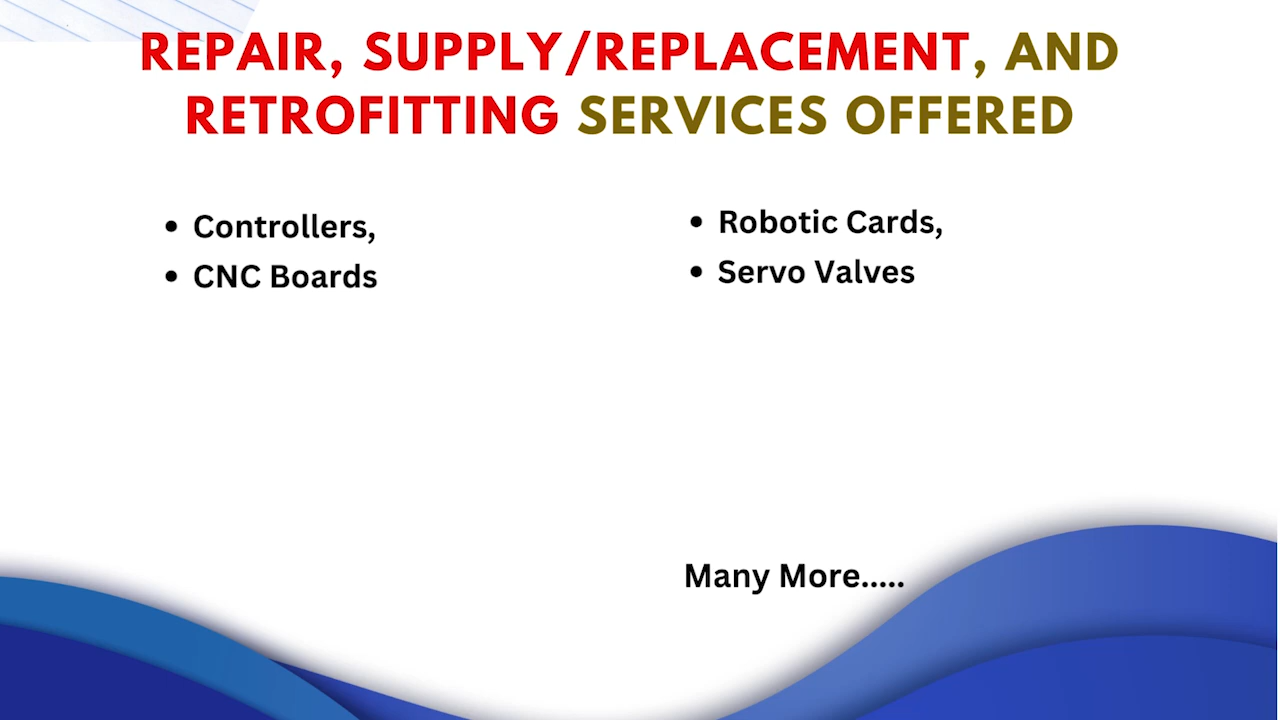 REPAIR, SUPPLY/REPLACEMENT, AND
RETROFITTING SERVICES OFFERED
• Controllers,
• CNC Boards
• Robotic Cards,
• Servo Valves
Many More.....